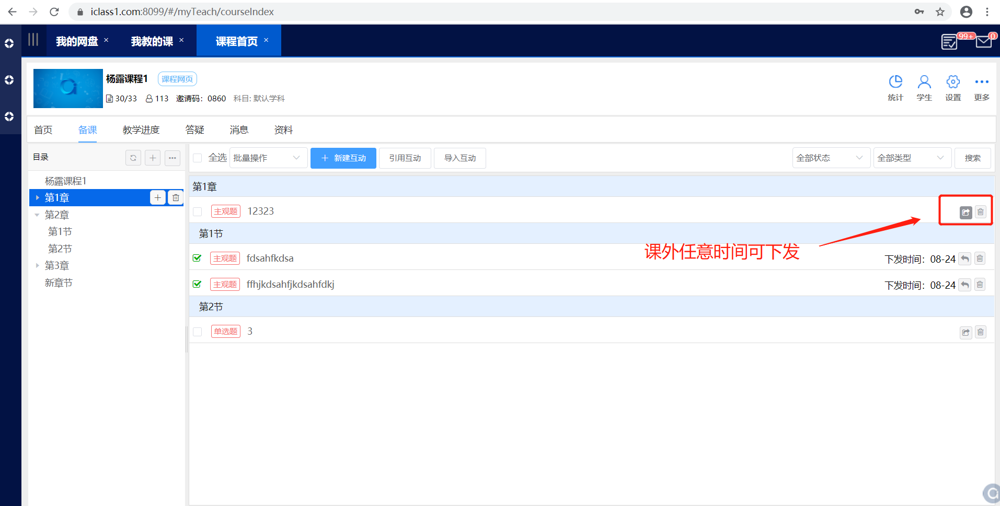 iclass1.com:8099/#/myTeach/courseIndex
我的网盘 × 我教的课 × 课程首页 ×
99+ 0
杨露课程1 课程网页
30/33 113 邀请码：0860 科目: 默认学科
统计 学生 设置 更多
首页 备课 教学进度 答疑 消息 资料
目录
全选 批量操作 + 新建互动 引用互动 导入互动 全部状态 全部类型 搜索
杨露课程1
第1章
第2章
第1节
第2节
第3章
新章节
第1章
主观题 12323
第1节
课外任意时间可下发
主观题 fdsahfkdsa 下发时间：08-24
主观题 ffhjkdsahfjkdsahfdkj 下发时间：08-24
第2节
单选题 3